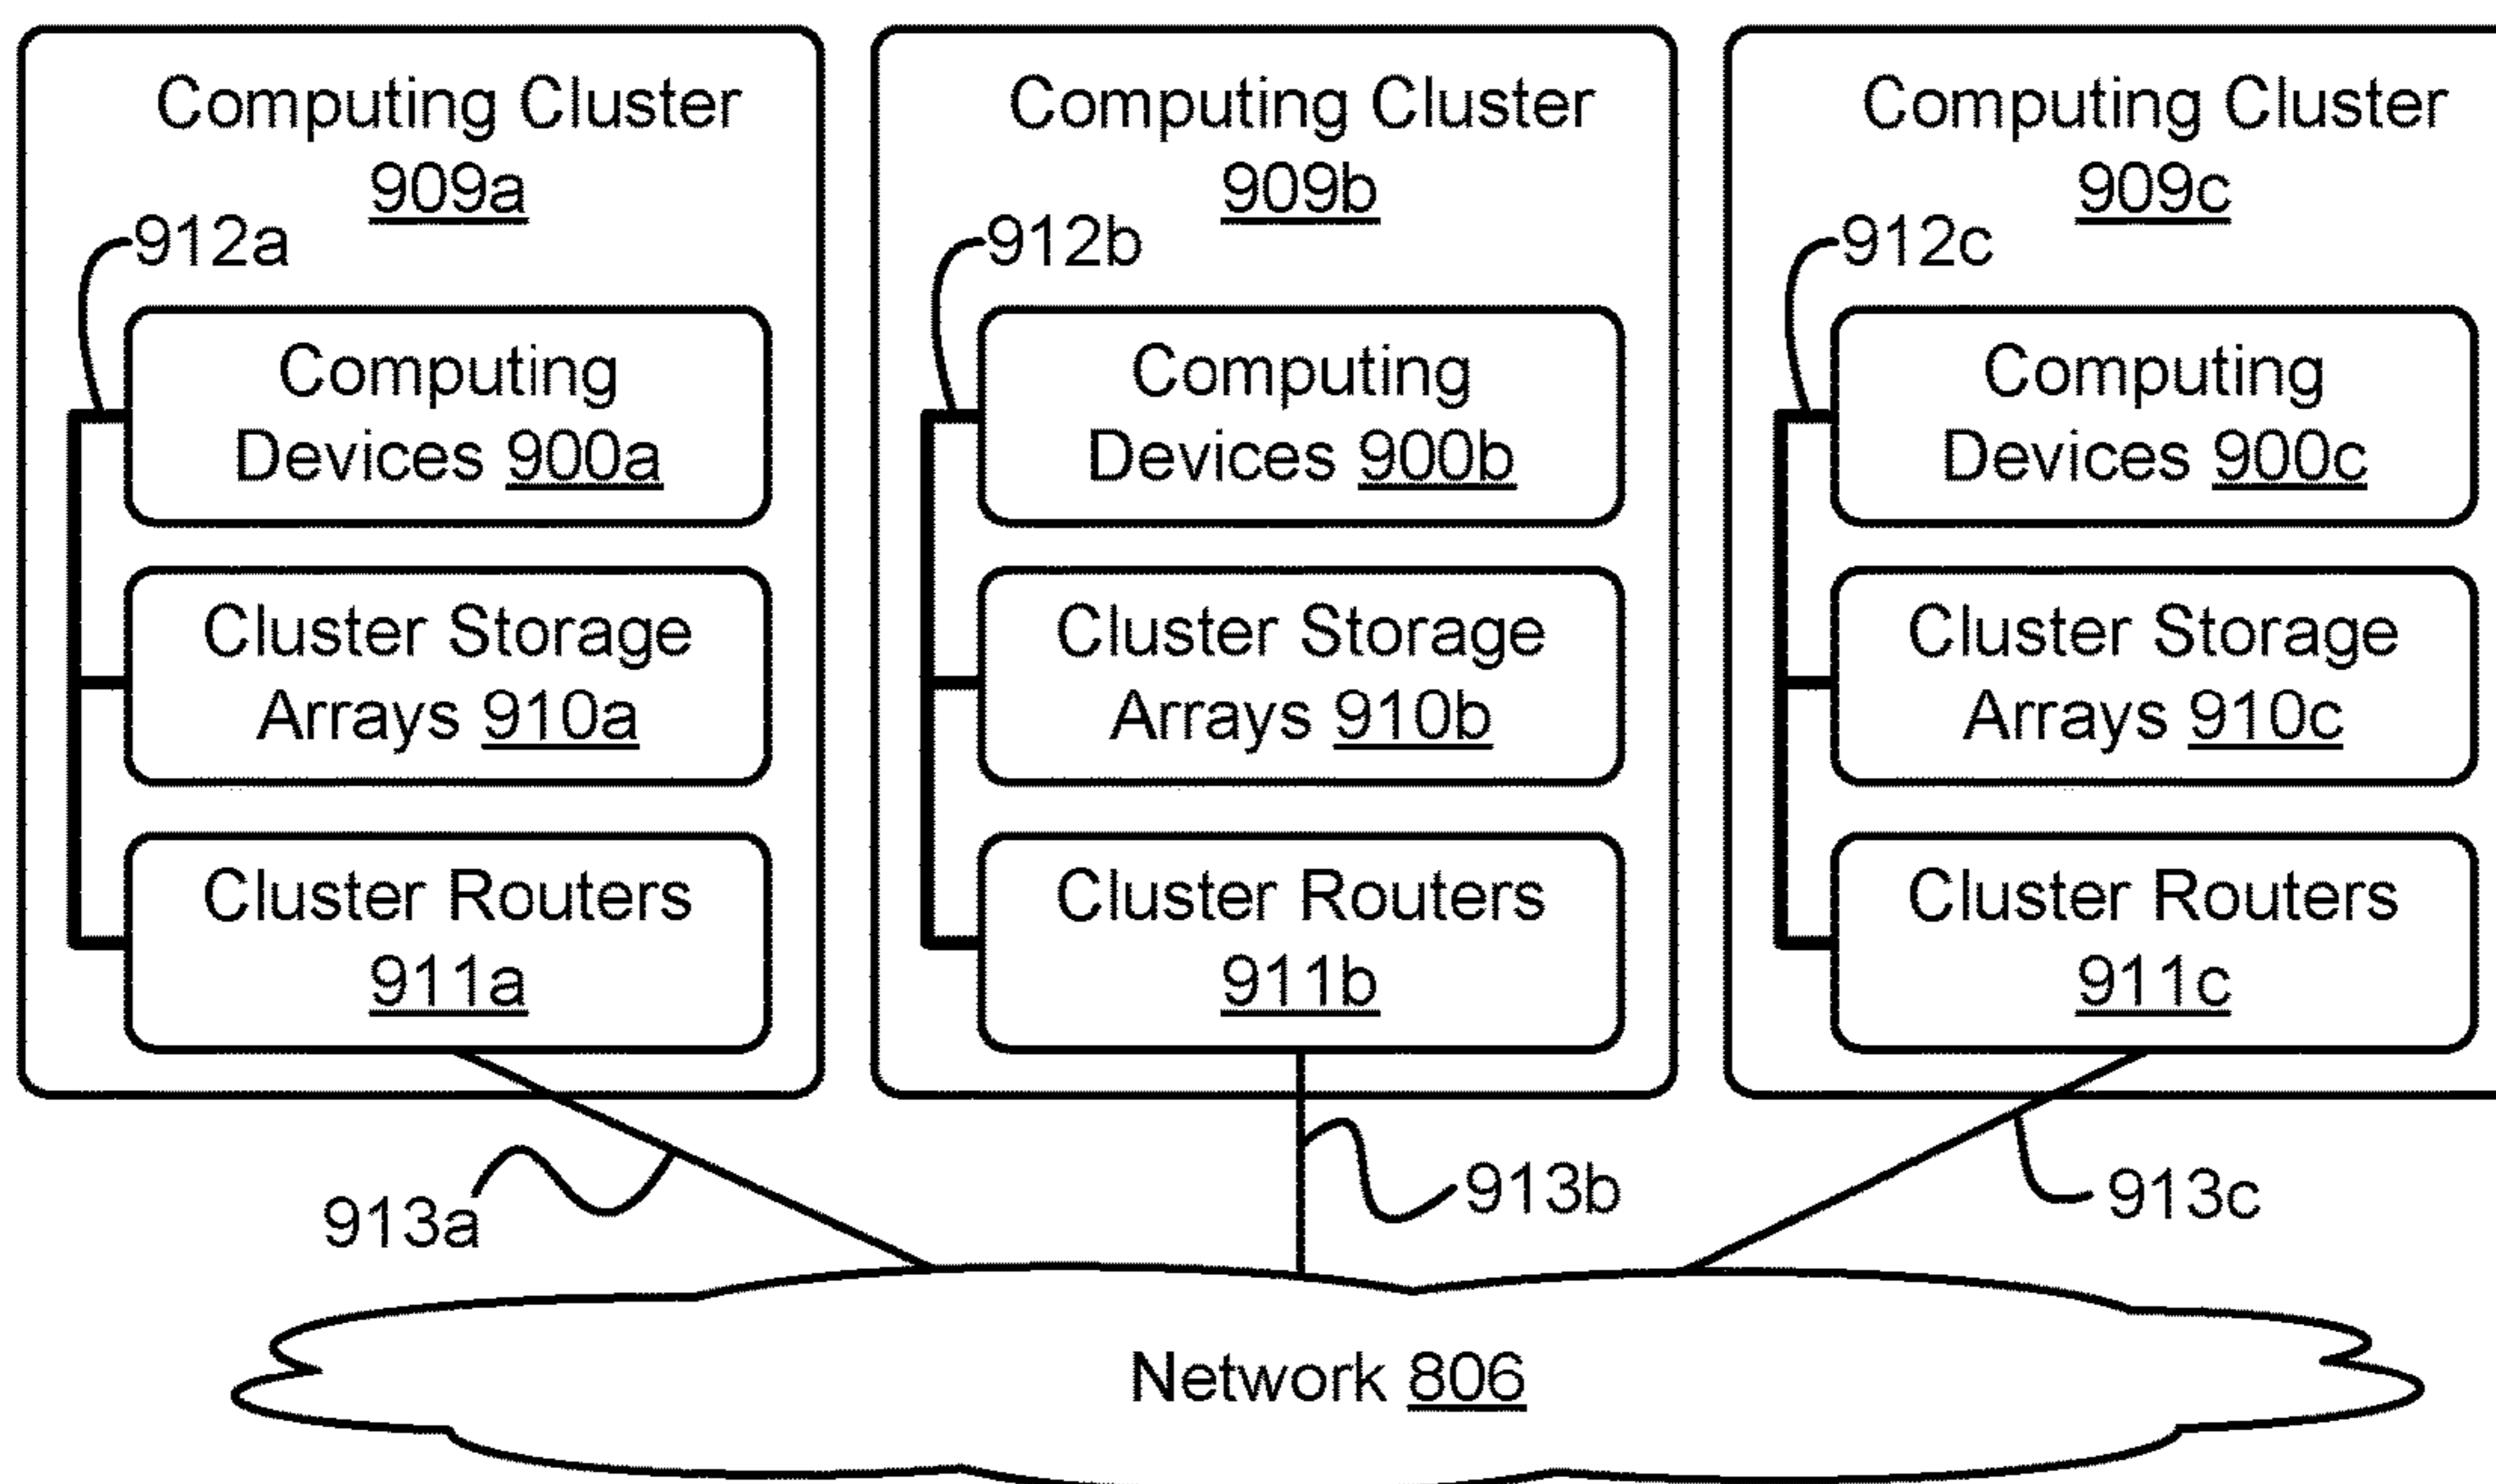 Computing Cluster
909a
912a
Computing
Devices 900a
Cluster Storage
Arrays 910a
Cluster Routers
911a
Computing Cluster
909b
912b
Computing
Devices 900b
Cluster Storage
Arrays 910b
Cluster Routers
911b
Computing Cluster
909c
912c
Computing
Devices 900c
Cluster Storage
Arrays 910c
Cluster Routers
911c
913a
913b
913c
Network 806